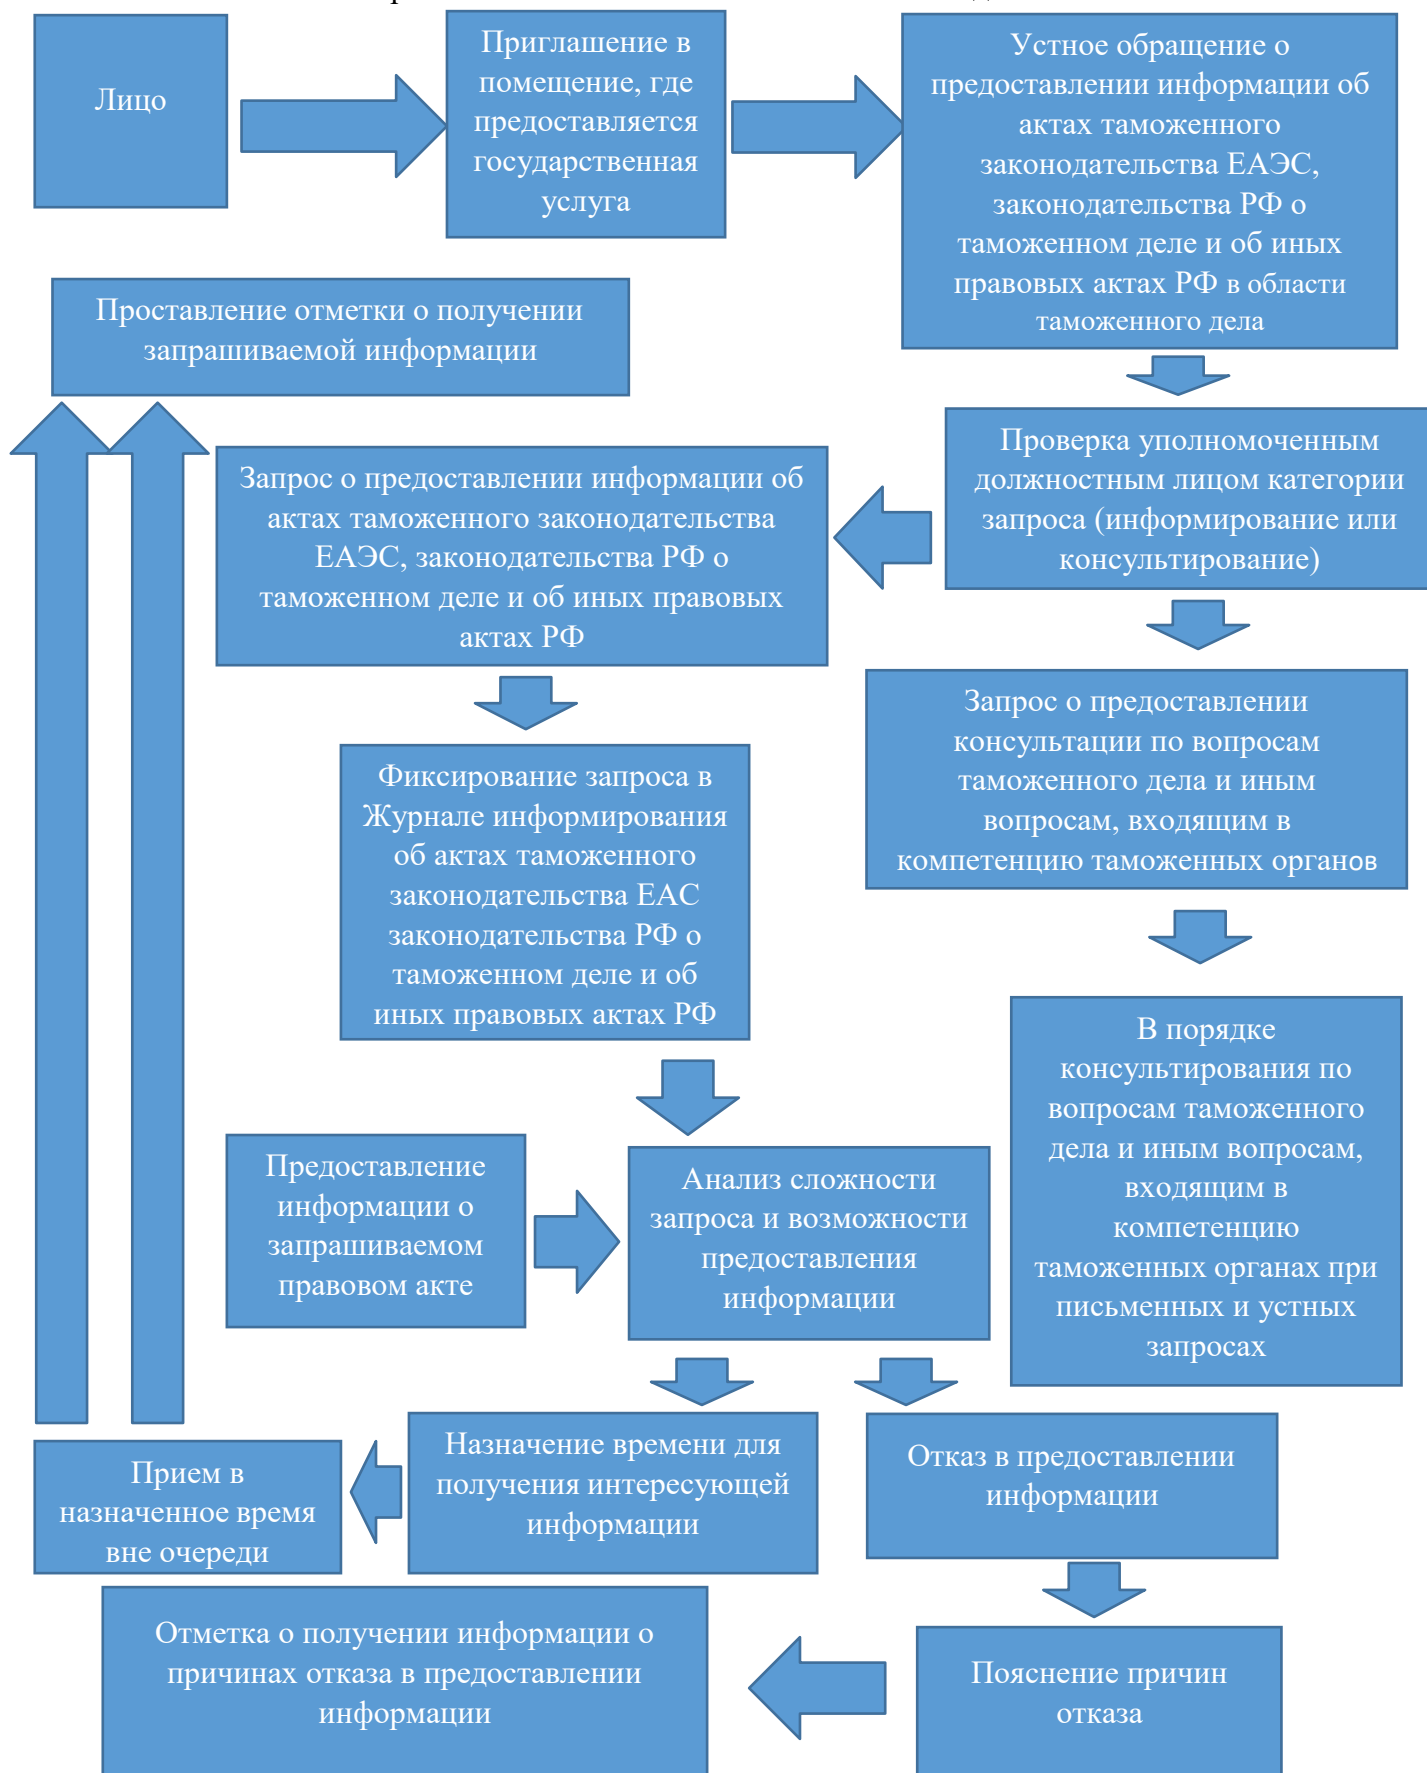 Лицо
Приглашение в
помещение, где
предоставляется
государственная
услуга
Устное обращение о
предоставлении информации об
актах таможенного
законодательства ЕАЭС,
законодательства РФ о
таможенном деле и об иных
правовых актах РФ в области
таможенного дела
Проставление отметки о получении
запрашиваемой информации
Проверка уполномоченным
должностным лицом категории
запроса (информирование или
консультирование)
Запрос о предоставлении информации об
актах таможенного законодательства
ЕАЭС, законодательства РФ о
таможенном деле и об иных правовых
актах РФ
Запрос о предоставлении
консультации по вопросам
таможенного дела и иным
вопросам, входящим в
компетенцию таможенных органов
Фиксирование запроса в
Журнале информирования
об актах таможенного
законодательства ЕАС
законодательства РФ о
таможенном деле и об
иных правовых актах РФ
В порядке
консультирования по
вопросам таможенного
дела и иным вопросам,
входящим в
компетенцию
таможенных органах при
письменных и устных
запросах
Предоставление
информации о
запрашиваемом
правовом акте
Анализ сложности
запроса и возможности
предоставления
информации
Прием в
назначенное время
вне очереди
Назначение времени для
получения интересующей
информации
Отказ в предоставлении
информации
Отметка о получении информации о
причинах отказа в предоставлении
информации
Пояснение причин
отказа